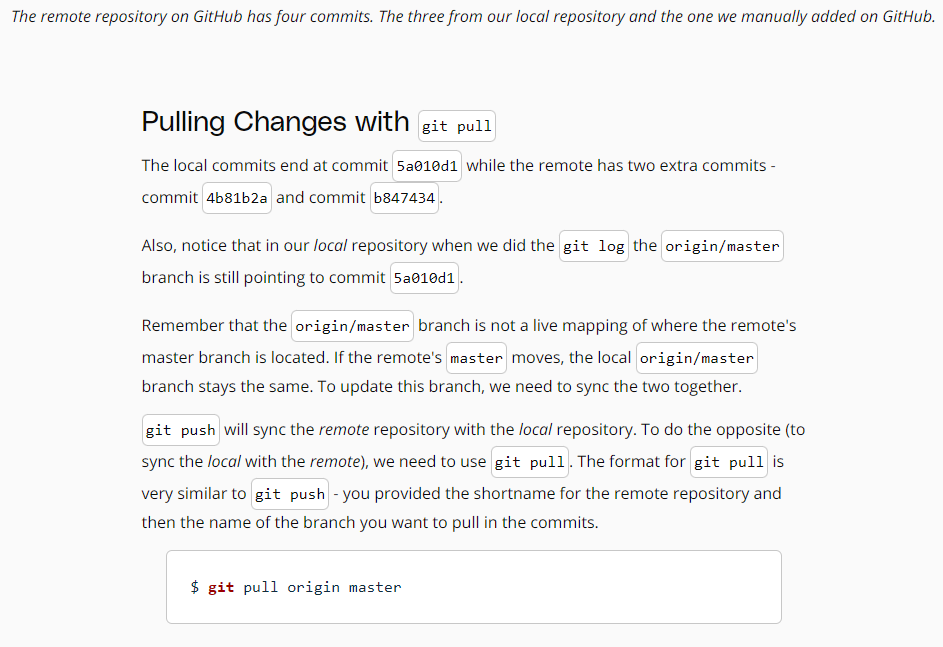 The remote repository on GitHub has four commits. The three from our local repository and the one we manually added on GitHub.
Pulling Changes with git pull
The local commits end at commit 5a010d1 while the remote has two extra commits -
commit 4b81b2a and commit b847434.
Also, notice that in our local repository when we did the git log the origin/master
branch is still pointing to commit 5a010d1.
Remember that the origin/master branch is not a live mapping of where the remote's
master branch is located. If the remote's master moves, the local origin/master
branch stays the same. To update this branch, we need to sync the two together.
git push will sync the remote repository with the local repository. To do the opposite (to
sync the local with the remote), we need to use git pull. The format for git pull is
very similar to git push - you provided the shortname for the remote repository and
then the name of the branch you want to pull in the commits.
$ git pull origin master